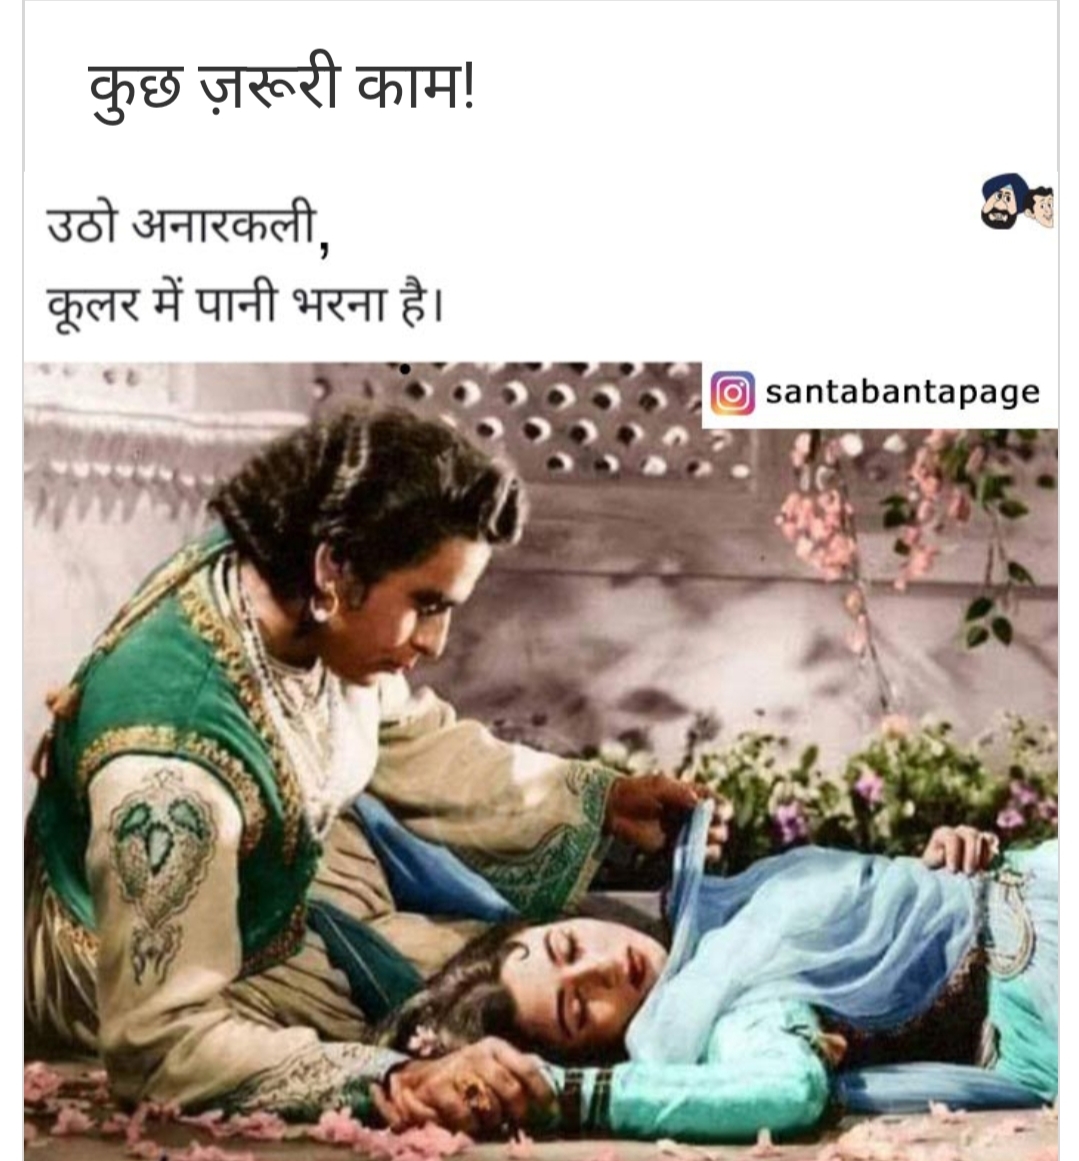 कुछ ज़रूरी काम!
उठो अनारकली,
कूलर में पानी भरना है।
santabantapage